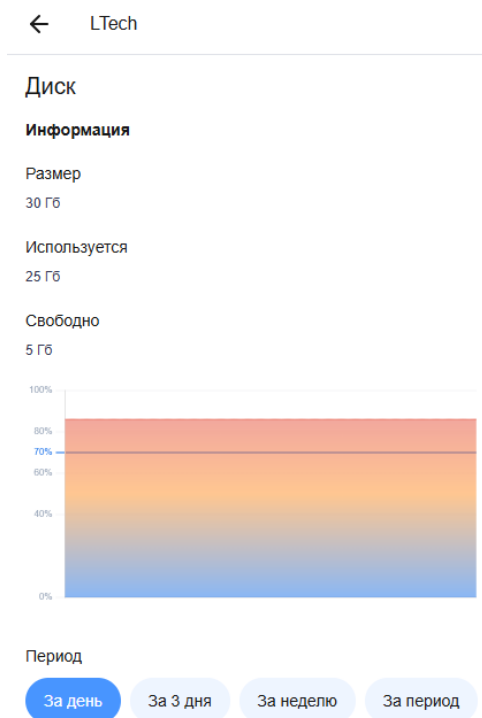 LTech
Диск
Информация
Размер
30 Гб
Используется
25 Гб
Свободно
5 Гб
100%
80%
70%
60%
40%
0%
Период
За день За 3 дня За неделю За период